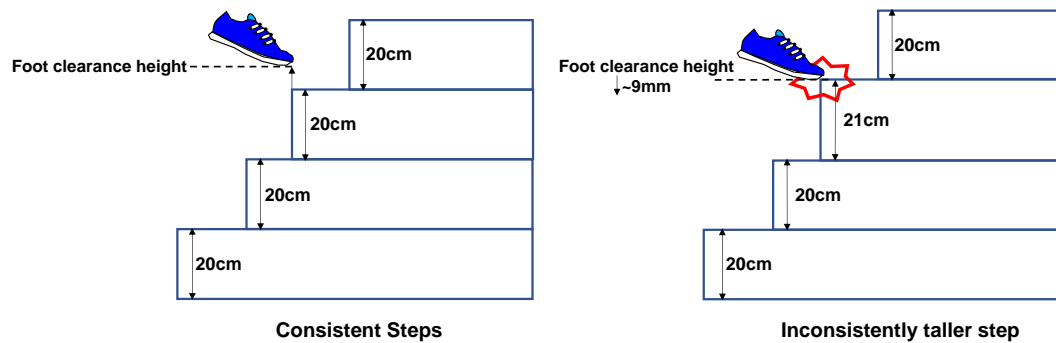 20cm
Foot clearance height
20cm
20cm
20cm
Consistent Steps
20cm
Foot clearance height
↓~9mm
21cm
20cm
20cm
Inconsistently taller step